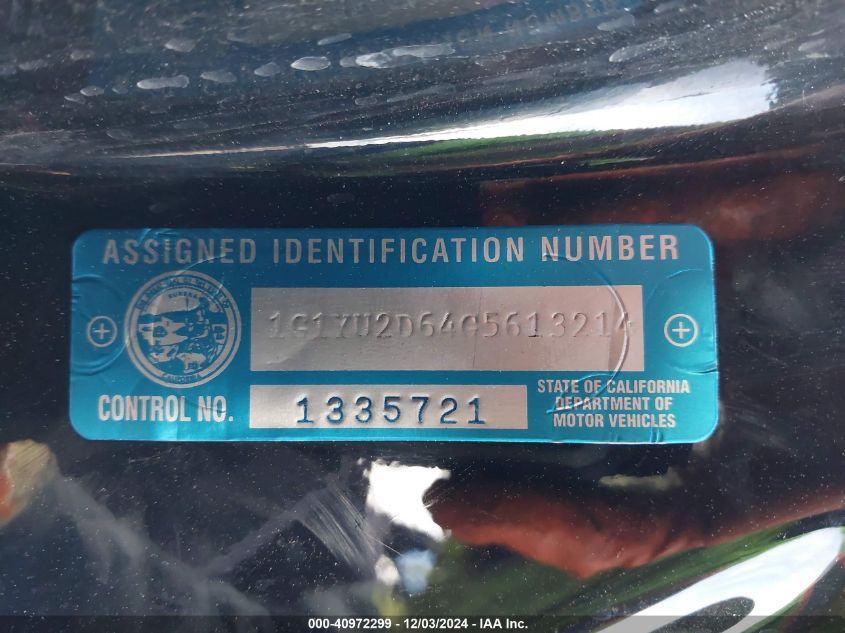 ASSIGNED IDENTIFICATION NUMBER
1G1YU2D64G5613214
CONTROL NO. 1335721
STATE OF CALIFORNIA
DEPARTMENT OF
MOTOR VEHICLES
000-40972299 - 12/03/2024 - IAA Inc.